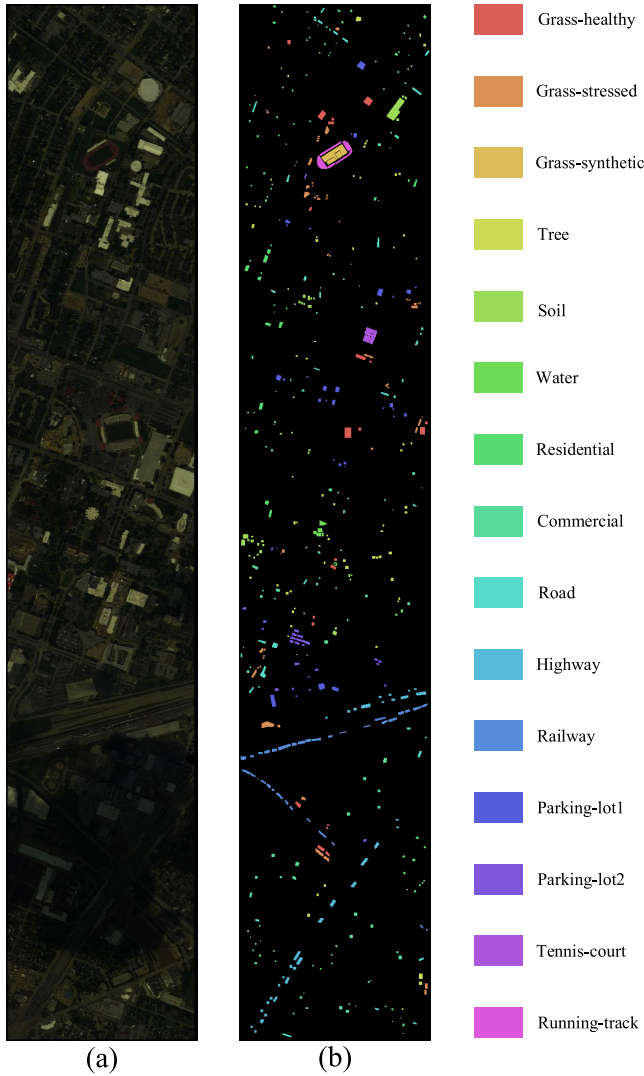 Grass-healthy
Grass-stressed
Grass-synthetic
Tree
Soil
Water
Residential
Commercial
Road
Highway
Railway
Parking-lot1
Parking-lot2
Tennis-court
Running-track
(a)
(b)